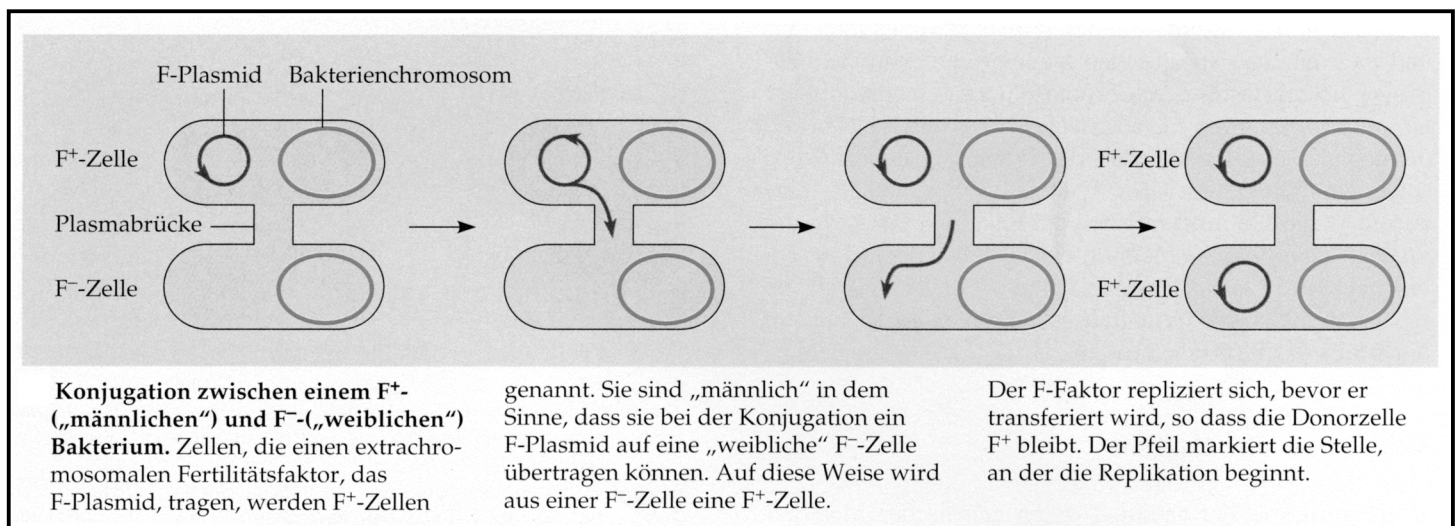 F-Plasmid Bakterienchromosom
F⁺-Zelle
Plasmabrücke
F⁻-Zelle
F⁺-Zelle
F⁺-Zelle
Konjugation zwischen einem F⁺-
(„männlichen“) und F⁻-(„weiblichen“)
Bakterium. Zellen, die einen extrachro-
mosomalen Fertilitätsfaktor, das
F-Plasmid, tragen, werden F⁺-Zellen
genannt. Sie sind „männlich“ in dem
Sinne, dass sie bei der Konjugation ein
F-Plasmid auf eine „weibliche“ F⁻-Zelle
übertragen können. Auf diese Weise wird
aus einer F⁻-Zelle eine F⁺-Zelle.
Der F-Faktor repliziert sich, bevor er
transferiert wird, so dass die Donorzelle
F⁺ bleibt. Der Pfeil markiert die Stelle,
an der die Replikation beginnt.